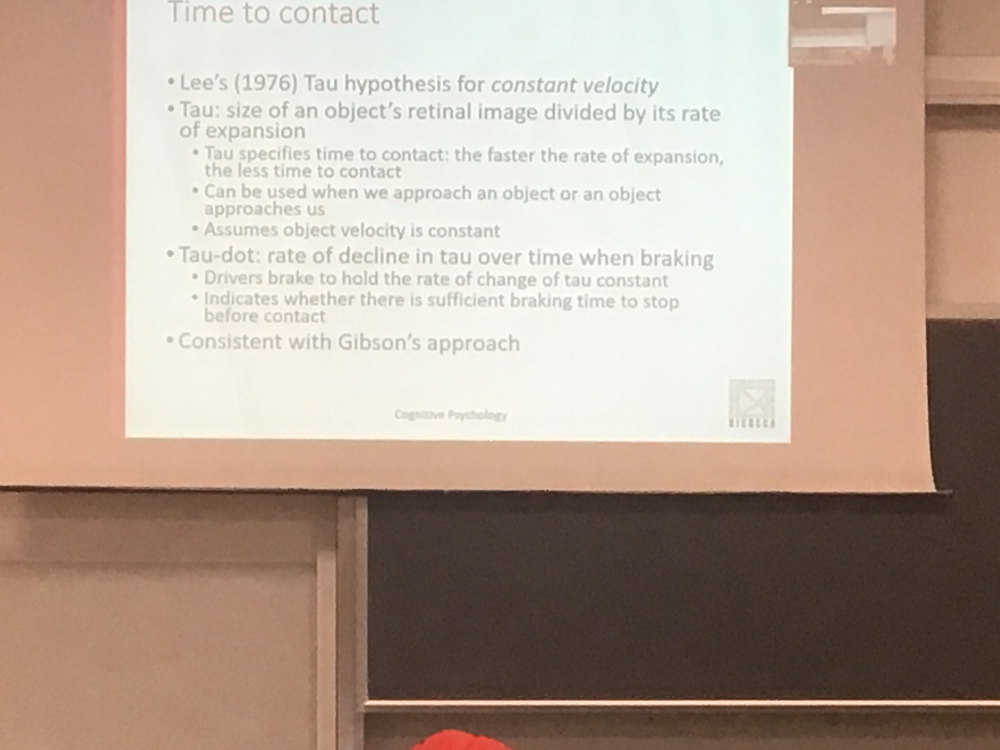 Time to contact
• Lee's (1976) Tau hypothesis for constant velocity
• Tau: size of an object's retinal image divided by its rate
of expansion
• Tau specifies time to contact: the faster the rate of expansion,
the less time to contact
• Can be used when we approach an object or an object
approaches us
• Assumes object velocity is constant
• Tau-dot: rate of decline in tau over time when braking
• Drivers brake to hold the rate of change of tau constant
• Indicates whether there is sufficient braking time to stop
before contact
• Consistent with Gibson's approach
Cognitive Psychology
BICOCCA